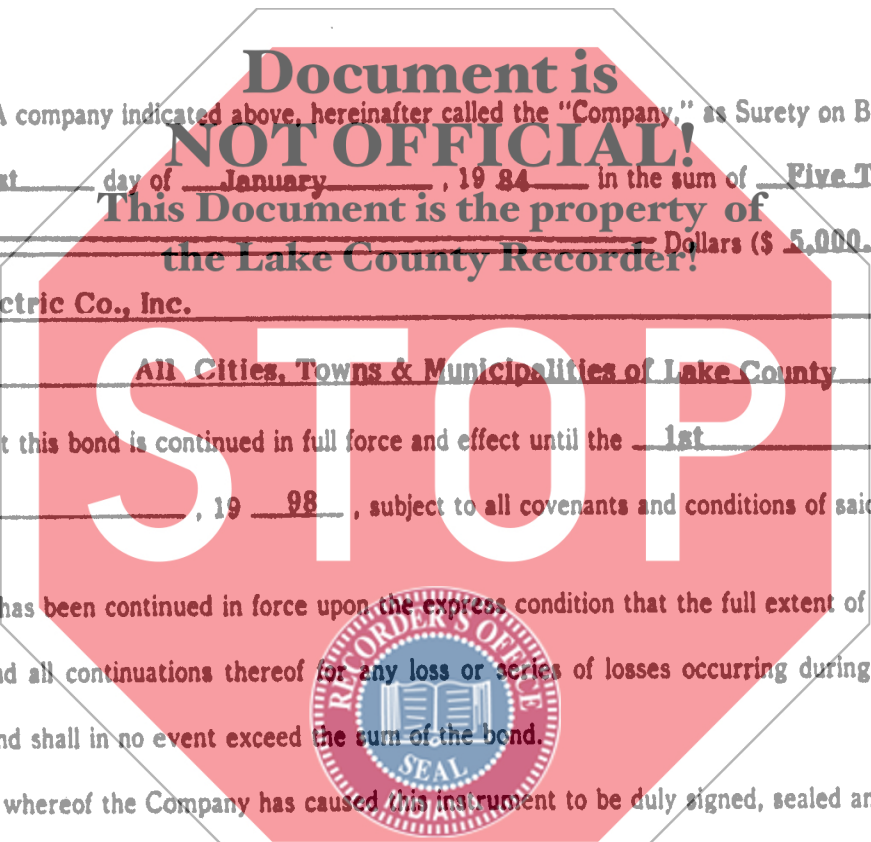 Document is
A company indicated above, hereinafter called the "Company," as Surety on B
NOT OFFICIAL!
st day of January, 19 84 in the sum of Five T
This Document is the property of
Dollars ($ 5,000.
the Lake County Recorder!
ctric Co., Inc.
STOP
All Cities, Towns & Municipalities of Lake County
t this bond is continued in full force and effect until the 1st
, 19 98, subject to all covenants and conditions of said
has been continued in force upon the express condition that the full extent of
RECORDER'S OFFICE
nd all continuations thereof for any loss or series of losses occurring during
nd shall in no event exceed the sum of the bond.
SEAL
whereof the Company has caused this instrument to be duly signed, sealed an
INDIANA